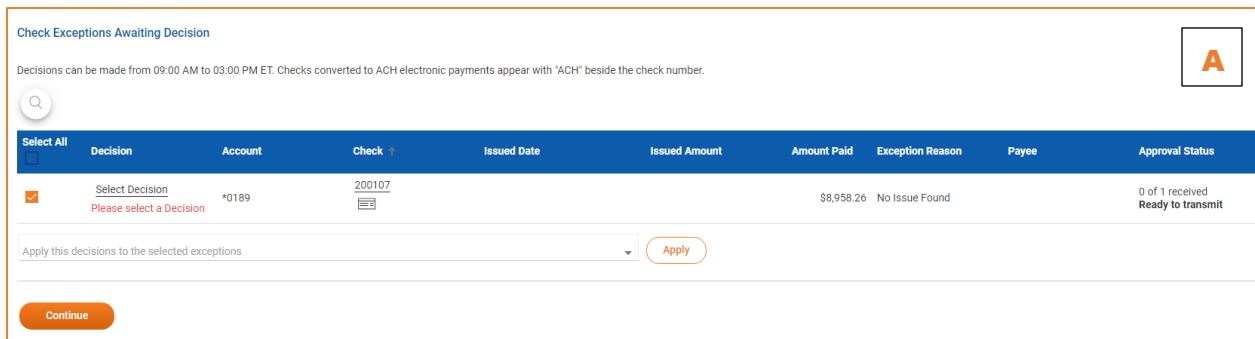 Check Exceptions Awaiting Decision
A
Decisions can be made from 09:00 AM to 03:00 PM ET. Checks converted to ACH electronic payments appear with "ACH" beside the check number.
Select All Decision Account Check Issued Date Issued Amount Amount Paid Exception Reason Payee Approval Status
Select Decision *0189 200107 $8,958.26 No Issue Found 0 of 1 received
Please select a Decision Ready to transmit
Apply this decisions to the selected exceptions Apply
Continue